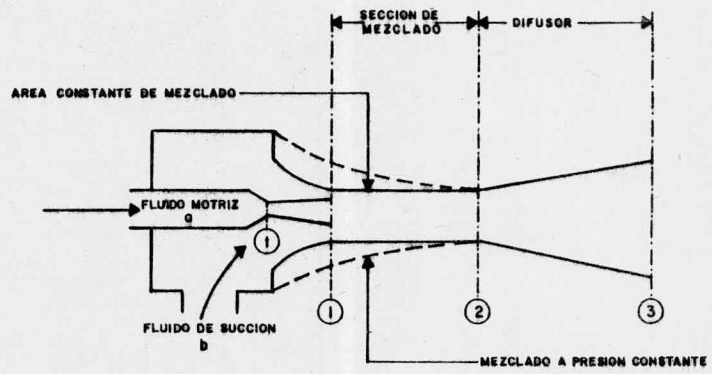 SECCION DE
MEZCLADO
DIFUSOR
AREA CONSTANTE DE MEZCLADO
FLUIDO MOTRIZ
a
t
FLUIDO DE SUCCION
b
1
2
3
MEZCLADO A PRESION CONSTANTE